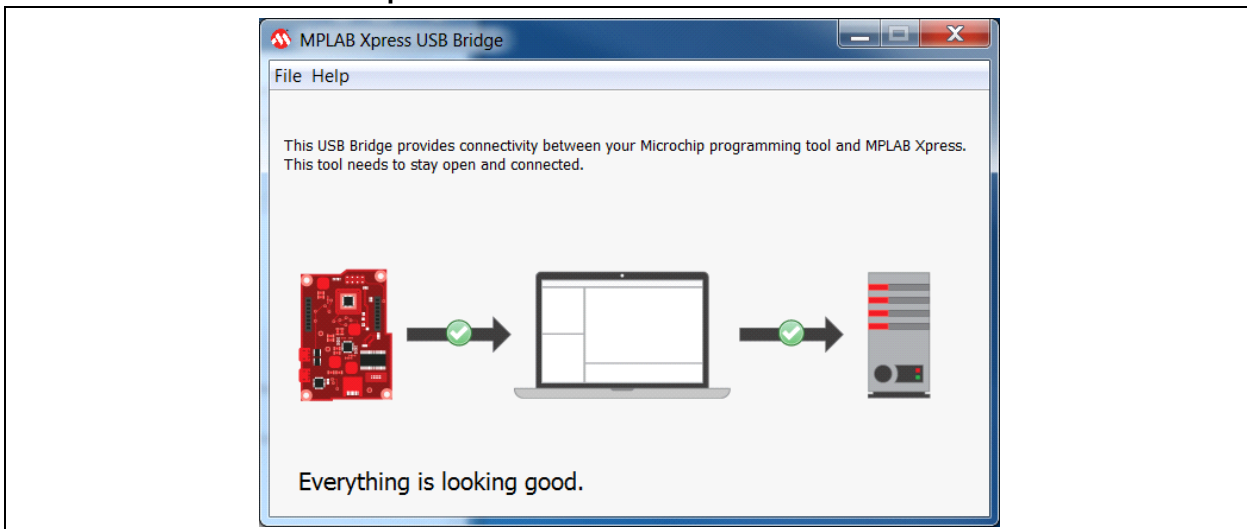 MPLAB Xpress USB Bridge
File Help
This USB Bridge provides connectivity between your Microchip programming tool and MPLAB Xpress.
This tool needs to stay open and connected.
Everything is looking good.